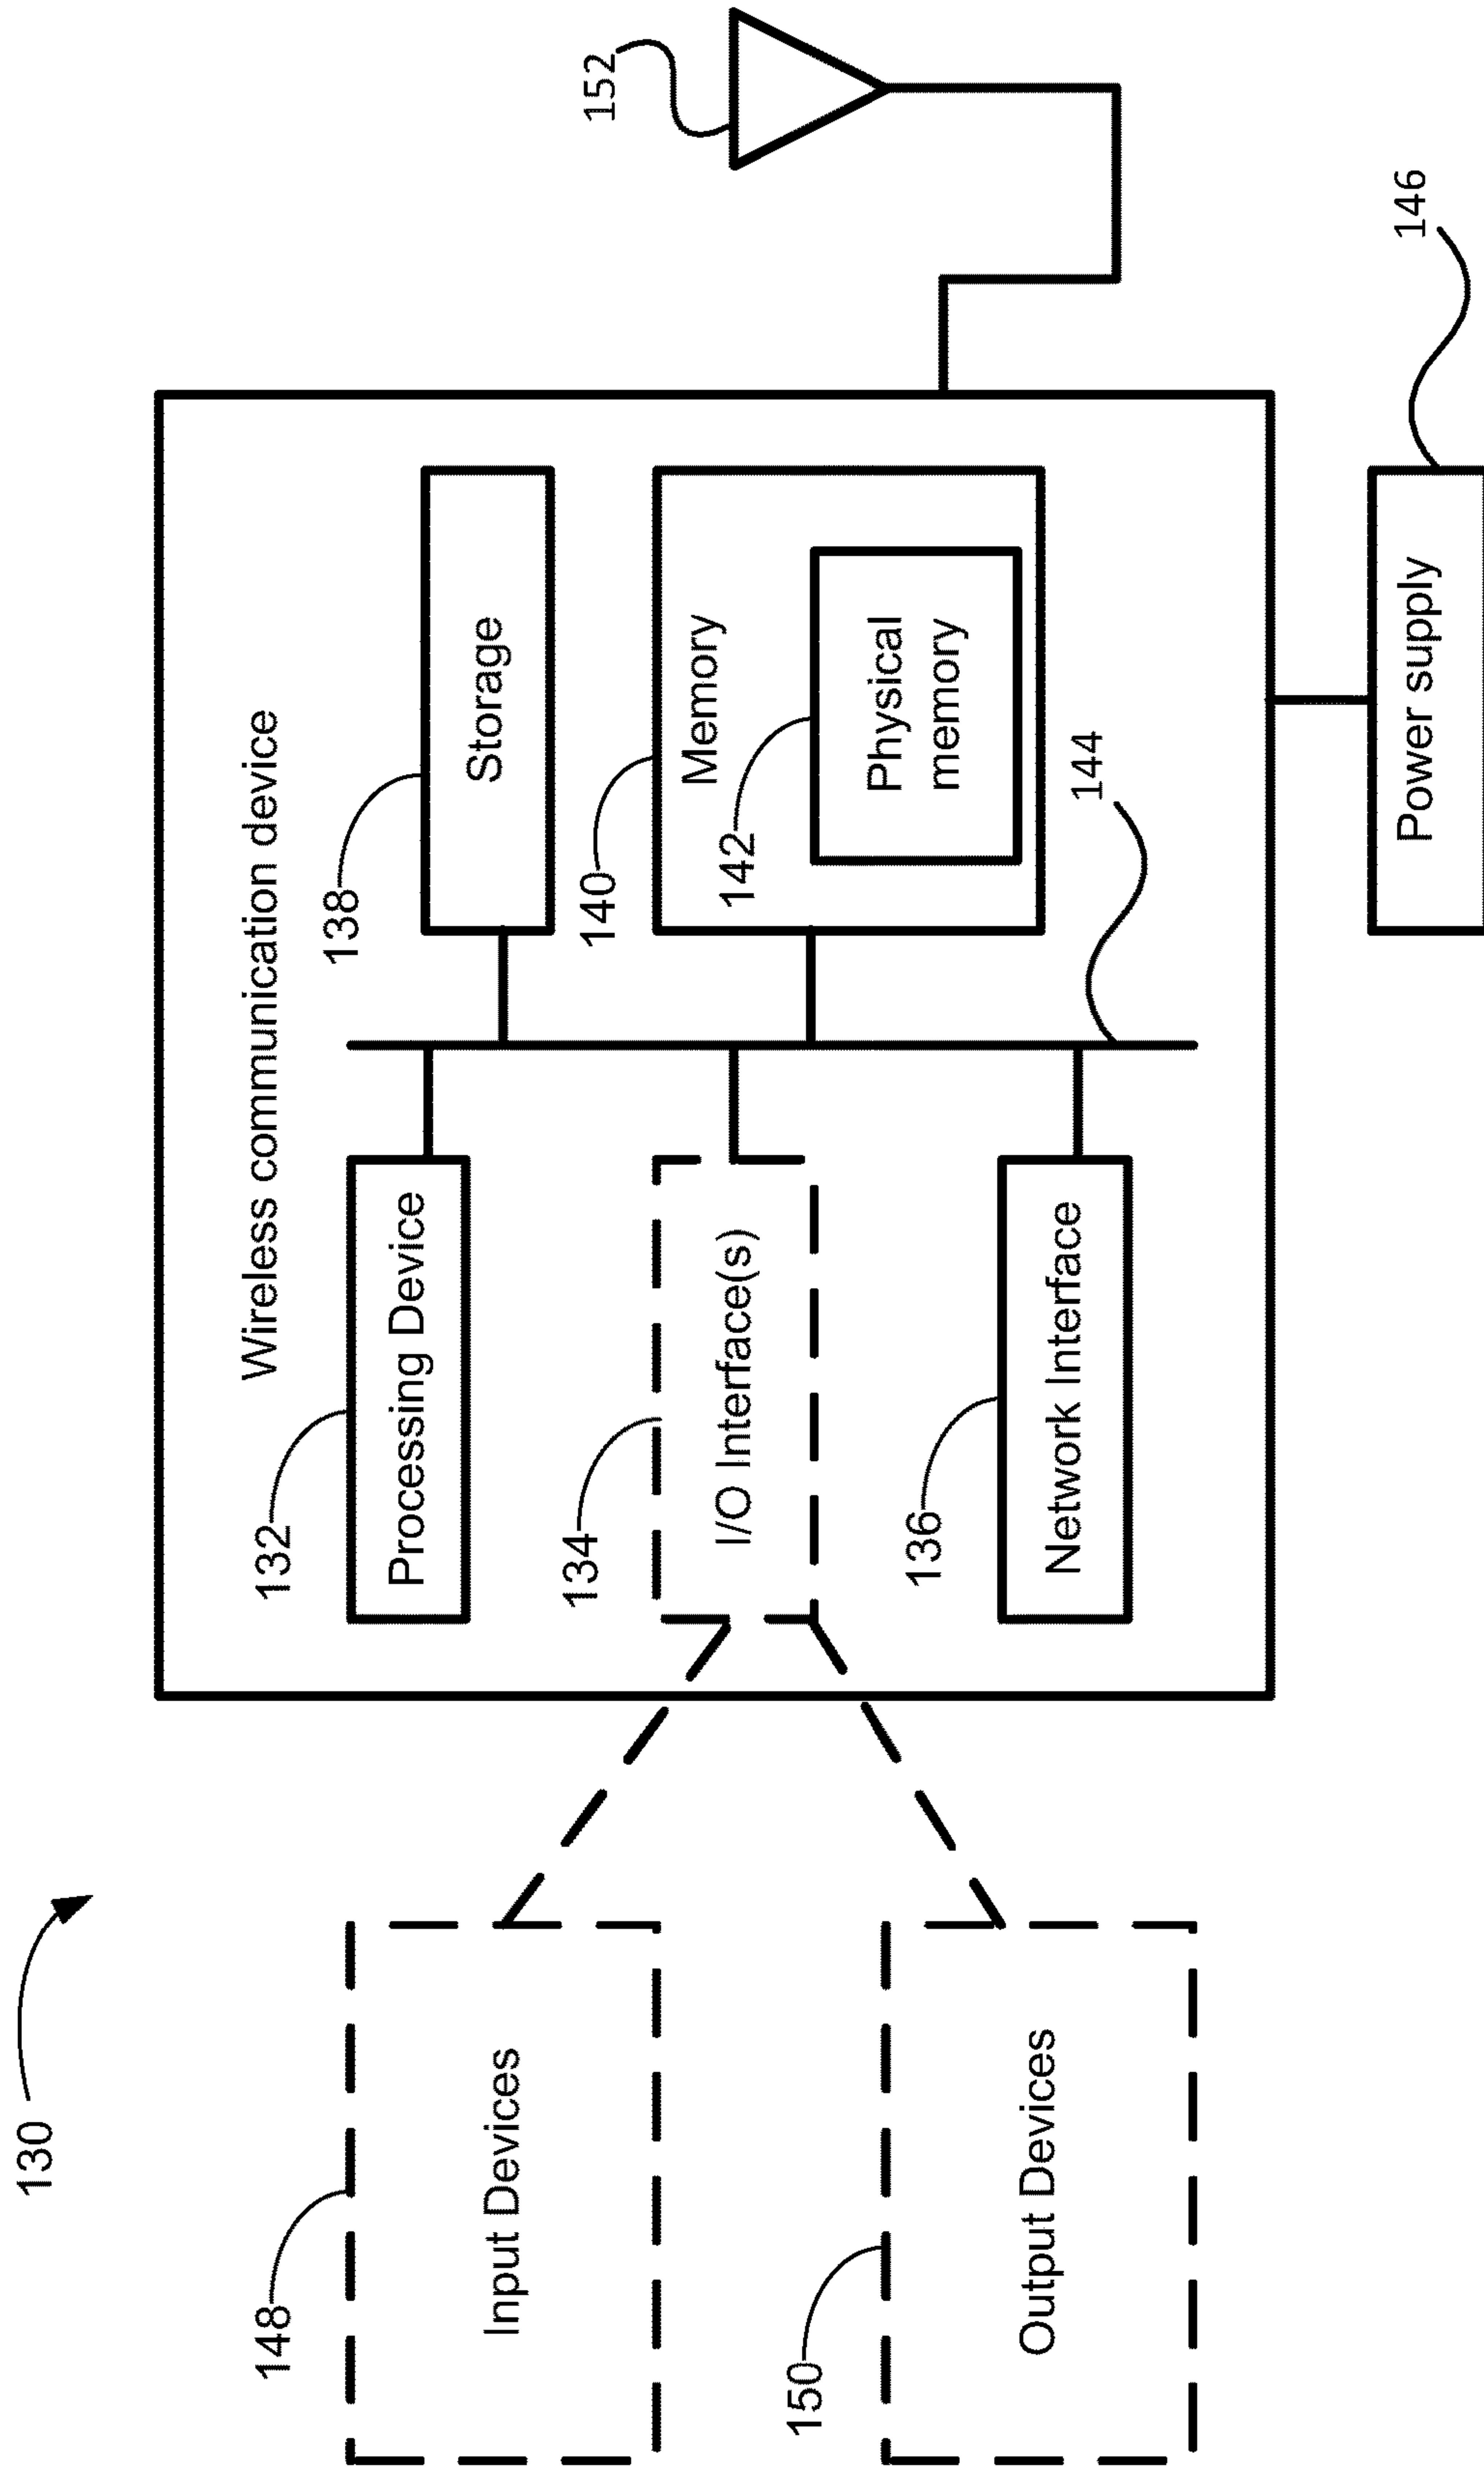 130
Wireless communication device
132
Processing Device
138
Storage
148
Input Devices
134
I/O Interface(s)
140
Memory
142
Physical
memory
152
150
Output Devices
136
Network Interface
144
Power supply
146